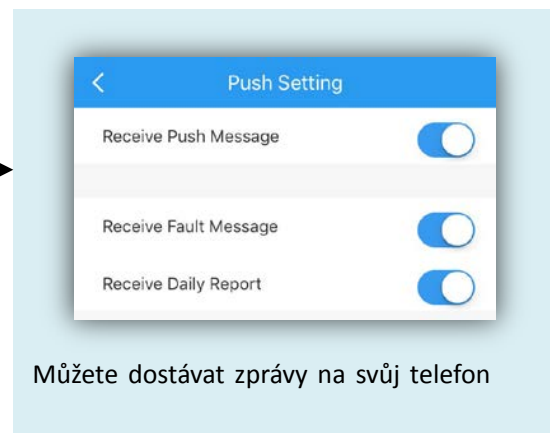 Push Setting
Receive Push Message
Receive Fault Message
Receive Daily Report
Můžete dostávat zprávy na svůj telefon